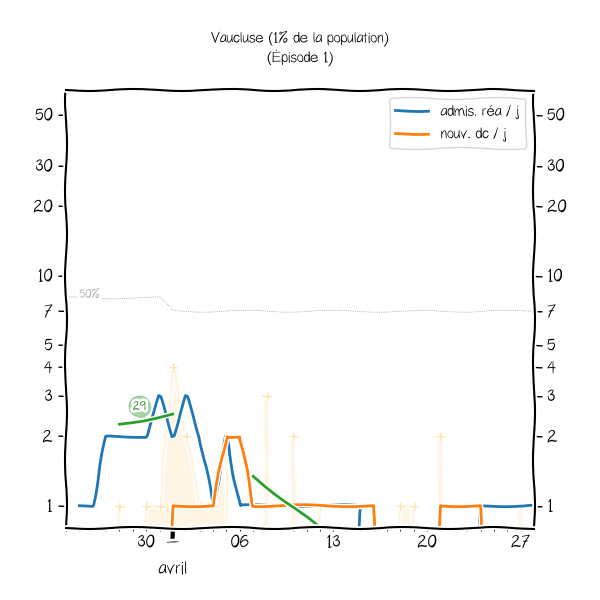 Vaucluse (1% de la population)
(Épisode 1)
admis. réa / j
nouv. dc / j
50 50
30 30
20 20
10 10
50%
7 7
5 5
4 4
3 3
29
2 2
1 1
30 06 13 20 27
avril